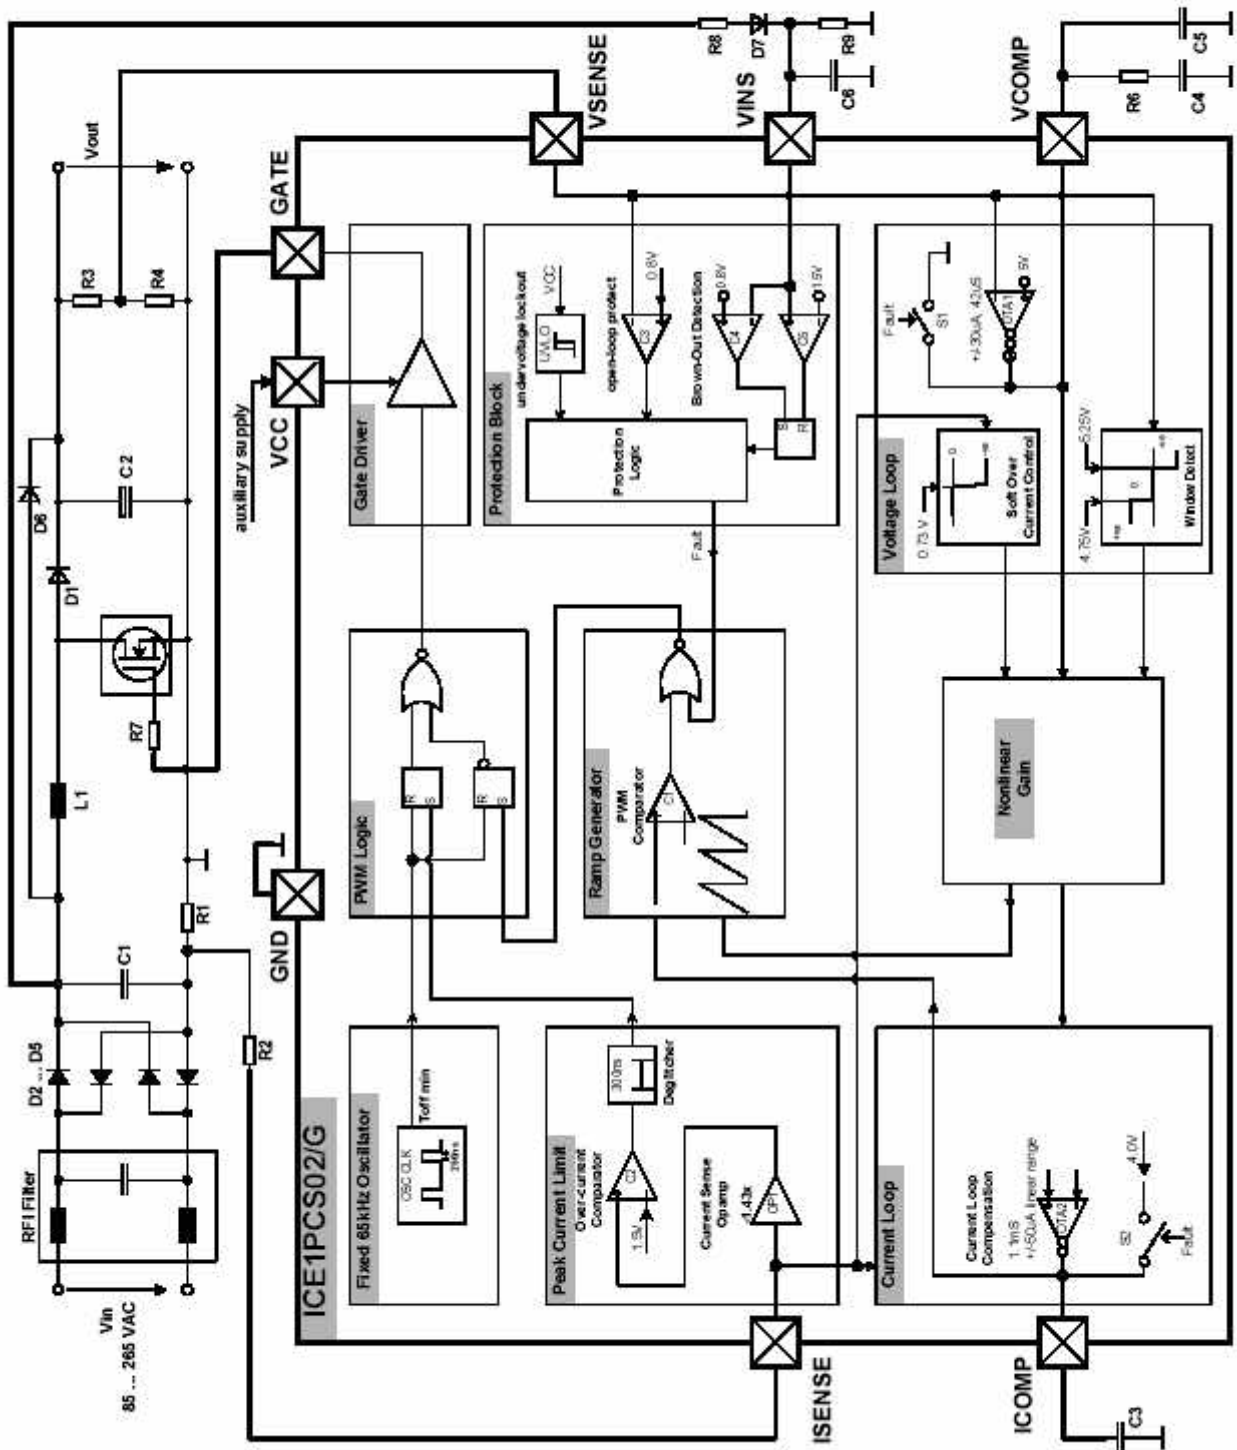 RFI Filter
Vin
85 ... 265 VAC
D2 ... D5
C1
R1
R2
L1
R7
D1
D6
C2
R3
R4
Vout
R8
D7
R9
C6
C5
R6
C4
C3
GND
auxiliary supply
VCC
GATE
VSENSE
VINS
VCOMP
ISENSE
ICOMP
ICE1PCS02/G
Fixed 65kHz Oscillator
OSC CLK
Toff min
PWM Logic
R
S
R
S
Gate Driver
Peak Current Limit
Over-current
Comparator
1.5V
C2
300ns
Deglitcher
Current Sense
Opamp
1.43x
OP1
Ramp Generator
PWM
Comparator
C1
Protection Block
undervoltage lockout
UVLO
VCC
open-loop protect
C3
0.8V
Brown-Out Detection
C4
0.8V
C5
1.5V
S
R
Protection
Logic
Fault
Current Loop
Current Loop
Compensation
1.1mS
+/-50uA linear range
OTA2
S2
Fault
4.0V
Nonlinear
Gain
Voltage Loop
0.73 V
0
Soft Over
Current Control
Fault
S1
+/-30uA, 42uS
OTA1
5V
4.75V
5.25V
0
Window Detect